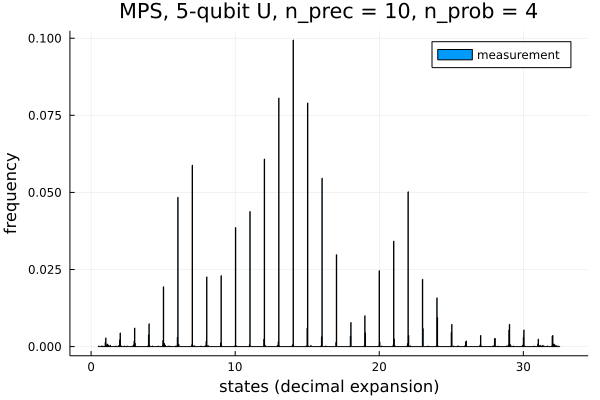 MPS, 5-qubit U, n_prec = 10, n_prob = 4
measurement
0.100
0.075
0.050
0.025
0.000
frequency
0 10 20 30
states (decimal expansion)